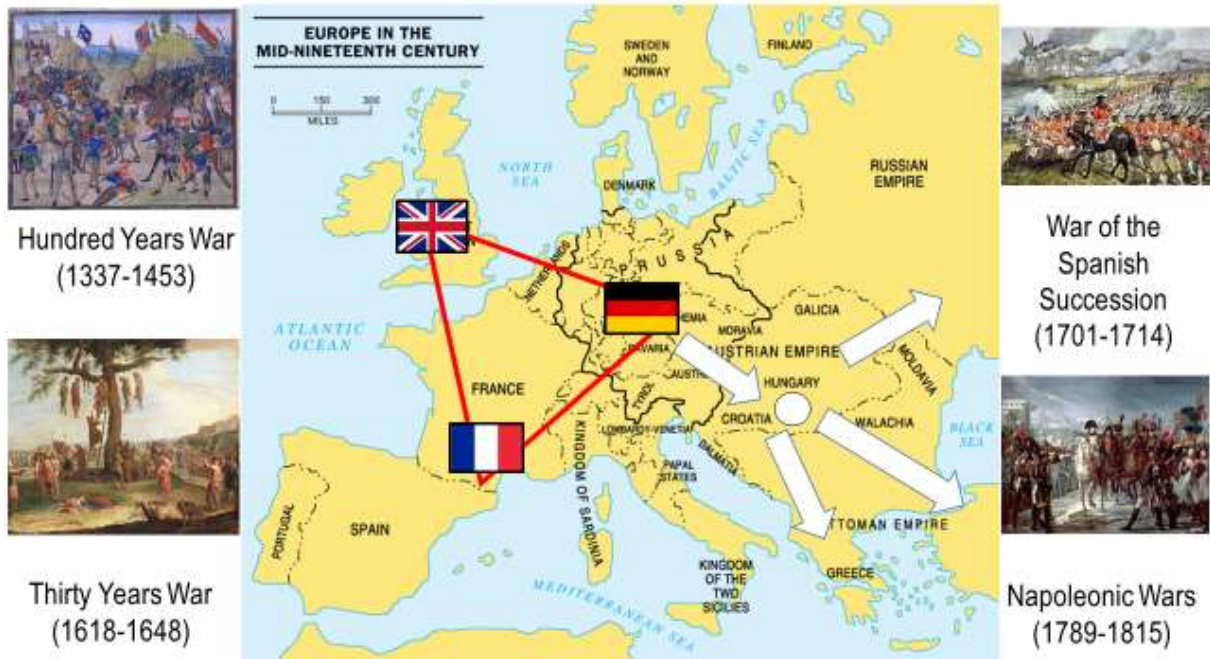 Hundred Years War
(1337-1453)
Thirty Years War
(1618-1648)
EUROPE IN THE
MID-NINETEENTH CENTURY
0 150 300
MILES
SWEDEN
AND
NORWAY
FINLAND
NORTH
SEA
BALTIC SEA
RUSSIAN
EMPIRE
DENMARK
NETHERLANDS
PRUSSIA
ATLANTIC
OCEAN
GALICIA
MORAVIA
MOLDAVIA
FRANCE
TYROL
HUNGARY
CROATIA
WALACHIA
BLACK
SEA
LOMBARDY-VENETIA
DALMATIA
KINGDOM OF SARDINIA
PAPAL
STATES
PORTUGAL
SPAIN
EMPIRE
GREECE
KINGDOM
OF THE
TWO
SICILIES
MEDITERRANEAN SEA
War of the
Spanish
Succession
(1701-1714)
Napoleonic Wars
(1789-1815)